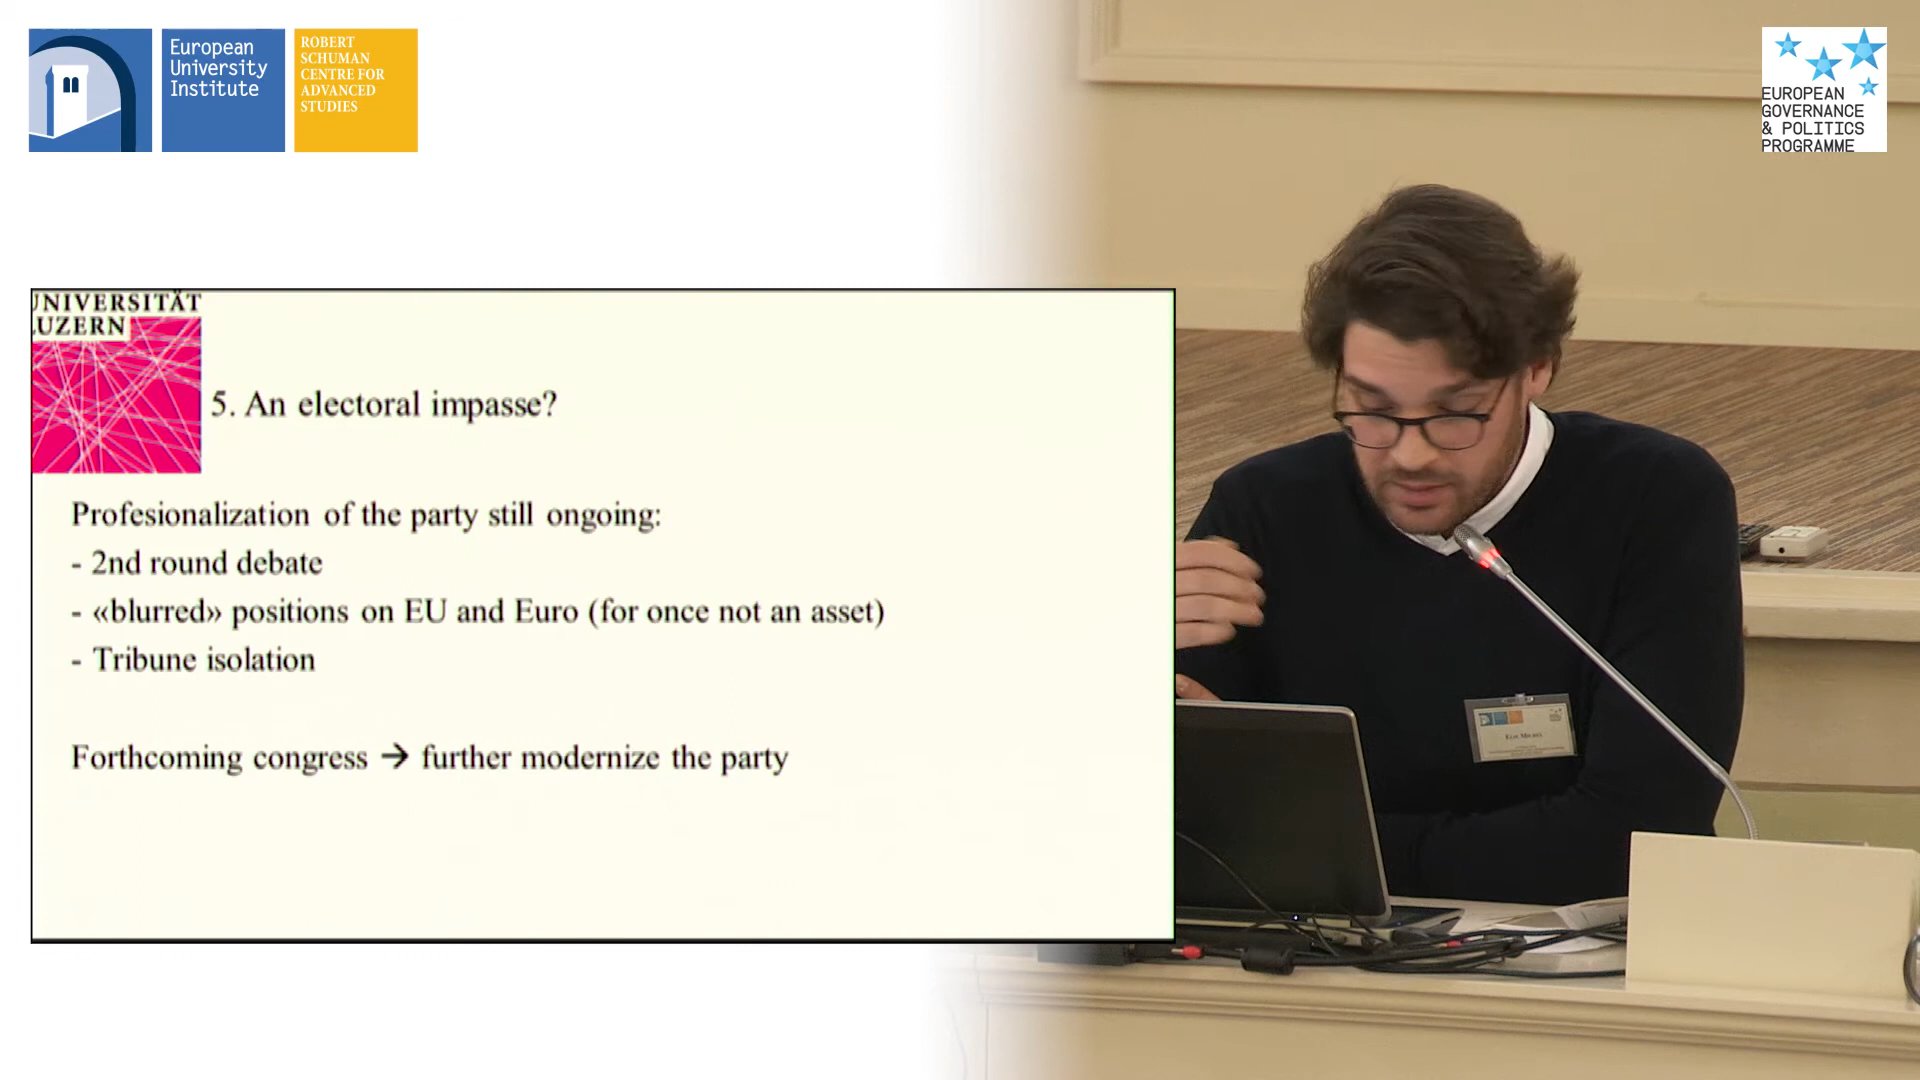 European
University
Institute
ROBERT
SCHUMAN
CENTRE FOR
ADVANCED
STUDIES
EUROPEAN
GOVERNANCE
& POLITICS
PROGRAMME
UNIVERSITÄT
LUZERN
5. An electoral impasse?
Profesionalization of the party still ongoing:
- 2nd round debate
- «blurred» positions on EU and Euro (for once not an asset)
- Tribune isolation
Forthcoming congress → further modernize the party